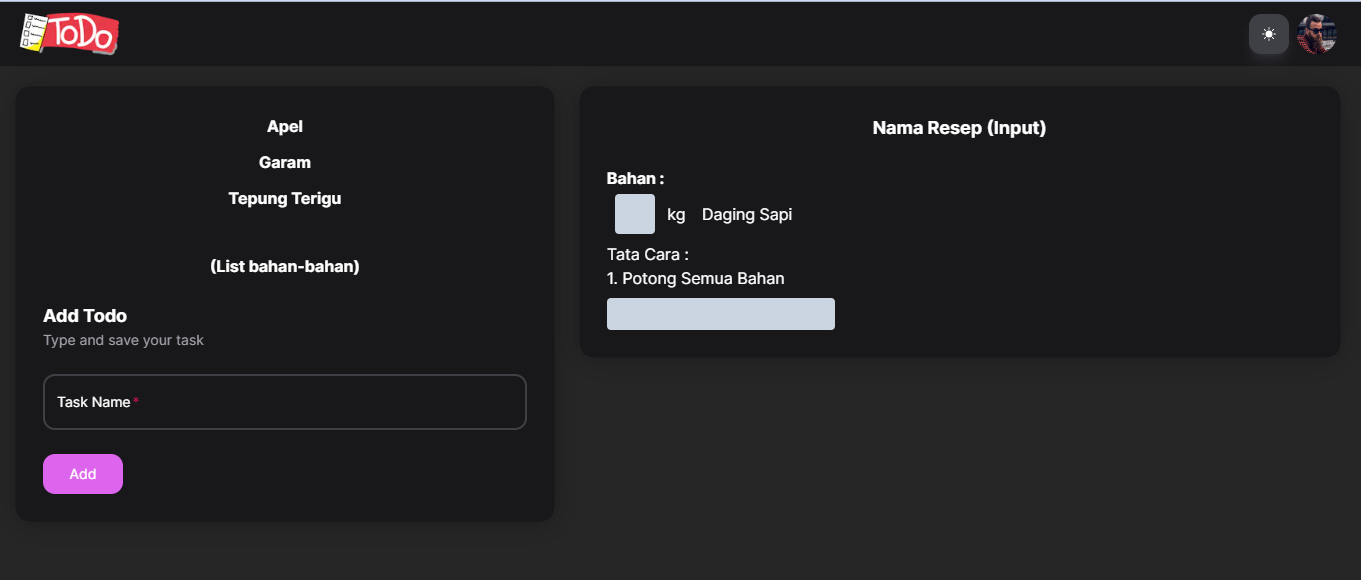 ToDo
Apel
Garam
Tepung Terigu
(List bahan-bahan)
Add Todo
Type and save your task
Task Name*
Add
Nama Resep (Input)
Bahan :
kg Daging Sapi
Tata Cara :
1. Potong Semua Bahan